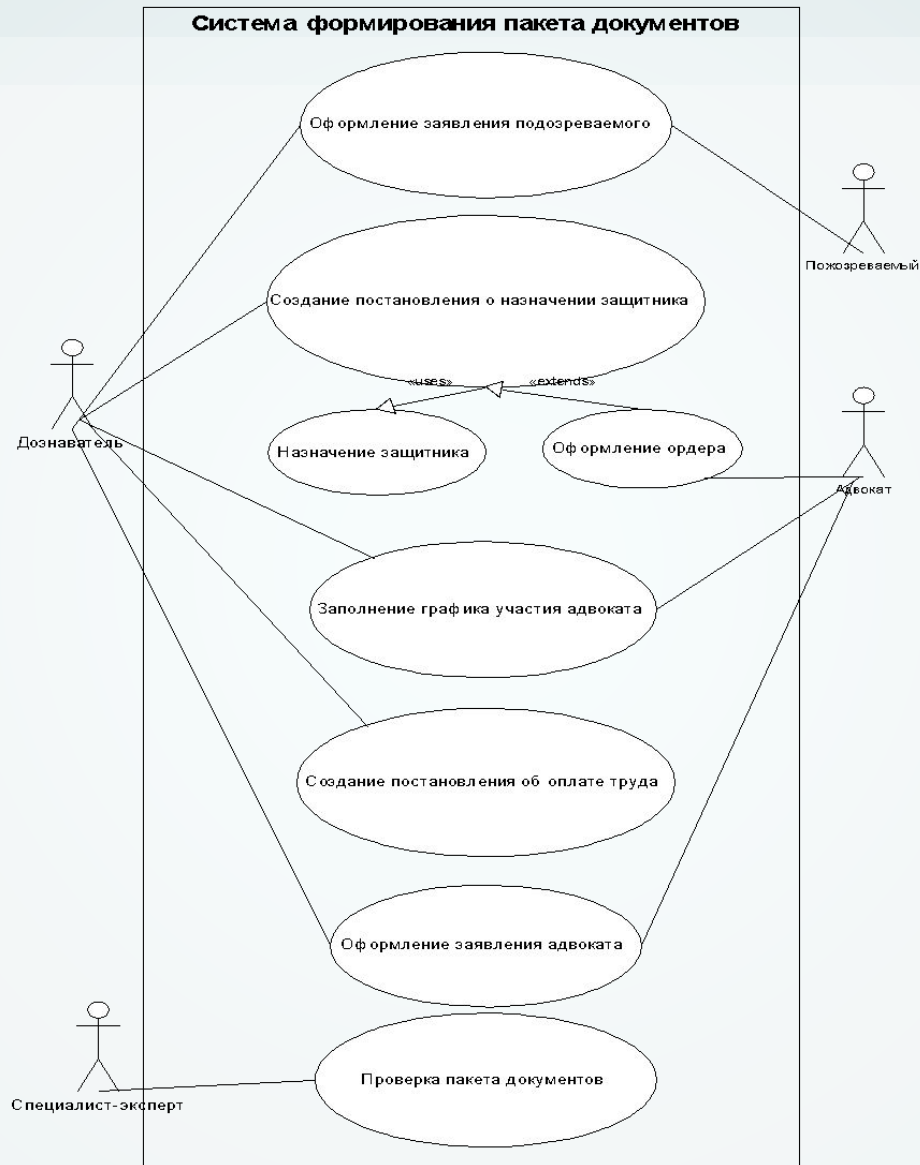 Система формирования пакета документов
Оформление заявления подозреваемого
Пожозреваемый
Создание постановления о назначении защитника
«uses»
«extends»
Дознаватель
Назначение защитника
Оформление ордера
Адвокат
Заполнение графика участия адвоката
Создание постановления об оплате труда
Оформление заявления адвоката
Проверка пакета документов
Специалист-эксперт